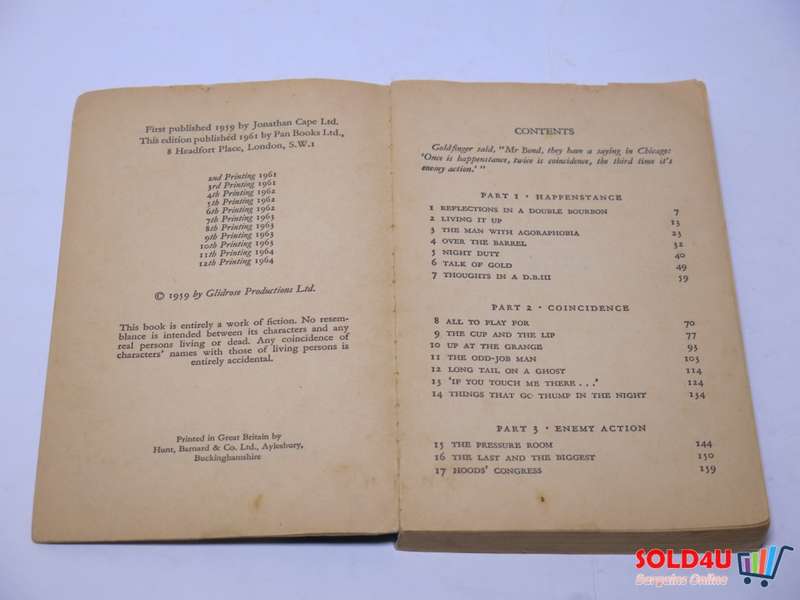 First published 1959 by Jonathan Cape Ltd.
This edition published 1961 by Pan Books Ltd.,
8 Headfort Place, London, S.W.1
2nd Printing 1961
3rd Printing 1961
4th Printing 1962
5th Printing 1962
6th Printing 1962
7th Printing 1963
8th Printing 1963
9th Printing 1963
10th Printing 1963
11th Printing 1964
12th Printing 1964
© 1959 by Glidrose Productions Ltd.
This book is entirely a work of fiction. No resem-
blance is intended between its characters and any
real persons living or dead. Any coincidence of
characters' names with those of living persons is
entirely accidental.
Printed in Great Britain by
Hunt, Barnard & Co. Ltd., Aylesbury,
Buckinghamshire
CONTENTS
Goldfinger said, "Mr Bond, they have a saying in Chicago:
'Once is happenstance, twice is coincidence, the third time it's
enemy action.' "
PART 1 · HAPPENSTANCE
1 REFLECTIONS IN A DOUBLE BOURBON 7
2 LIVING IT UP 13
3 THE MAN WITH AGORAPHOBIA 23
4 OVER THE BARREL 32
5 NIGHT DUTY 40
6 TALK OF GOLD 49
7 THOUGHTS IN A D.B.III 59
PART 2 · COINCIDENCE
8 ALL TO PLAY FOR 70
9 THE CUP AND THE LIP 77
10 UP AT THE GRANGE 93
11 THE ODD-JOB MAN 103
12 LONG TAIL ON A GHOST 114
13 'IF YOU TOUCH ME THERE . . .' 124
14 THINGS THAT GO THUMP IN THE NIGHT 134
PART 3 · ENEMY ACTION
15 THE PRESSURE ROOM 144
16 THE LAST AND THE BIGGEST 150
17 HOODS' CONGRESS 159
SOLD4U
Bargains Online